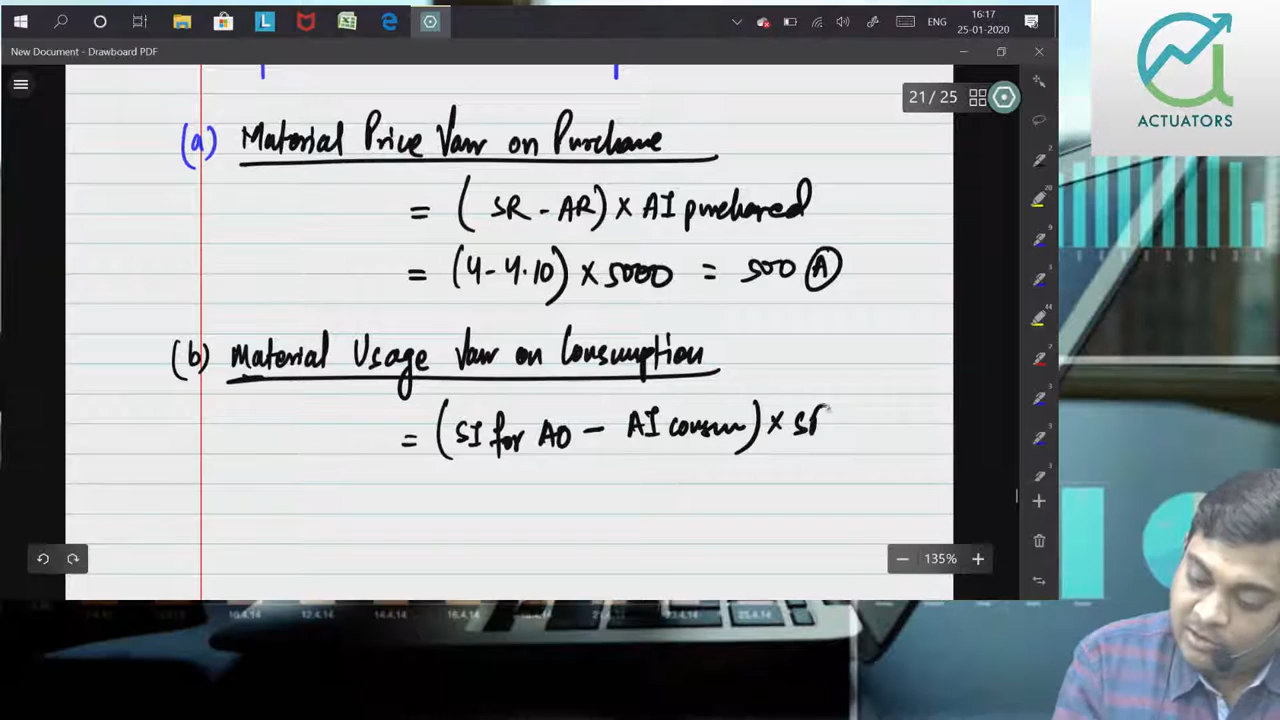 ENG
16:17
25-01-2020
New Document - Drawboard PDF
21 / 25
ACTUATORS
(a) Material Price Var on Purchase
= (SR - AR) × AI purchased
= (4 - 4.10) × 5000 = 500 (A)
(b) Material Usage Var on Consumption
= (SI for AO - AI consum) × SR
135%